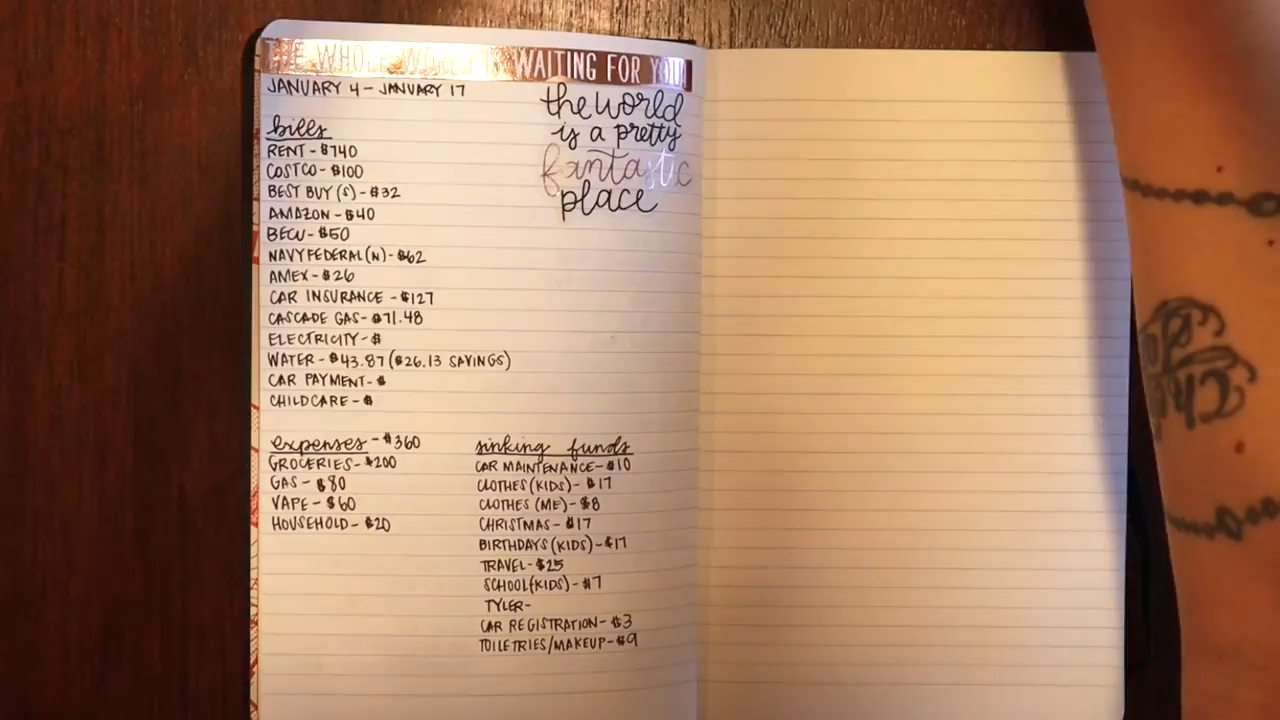 THE WHOLE WORLD IS WAITING FOR YOU
JANUARY 4 - JANUARY 17
the world
is a pretty
fantastic
place
bills
RENT - $740
COSTCO - $100
BEST BUY (S) - $32
AMAZON - $40
BECU - $50
NAVY FEDERAL (N) - $62
AMEX - $26
CAR INSURANCE - $127
CASCADE GAS - $71.48
ELECTRICITY - $
WATER - $43.87 ($26.13 SAVINGS)
CAR PAYMENT - $
CHILDCARE - $
expenses - $360
GROCERIES - $200
GAS - $80
VAPE - $60
HOUSEHOLD - $20
sinking funds
CAR MAINTENANCE - $10
CLOTHES (KIDS) - $17
CLOTHES (ME) - $8
CHRISTMAS - $17
BIRTHDAYS (KIDS) - $17
TRAVEL - $25
SCHOOL (KIDS) - $7
TYLER -
CAR REGISTRATION - $3
TOILETRIES/MAKEUP - $9